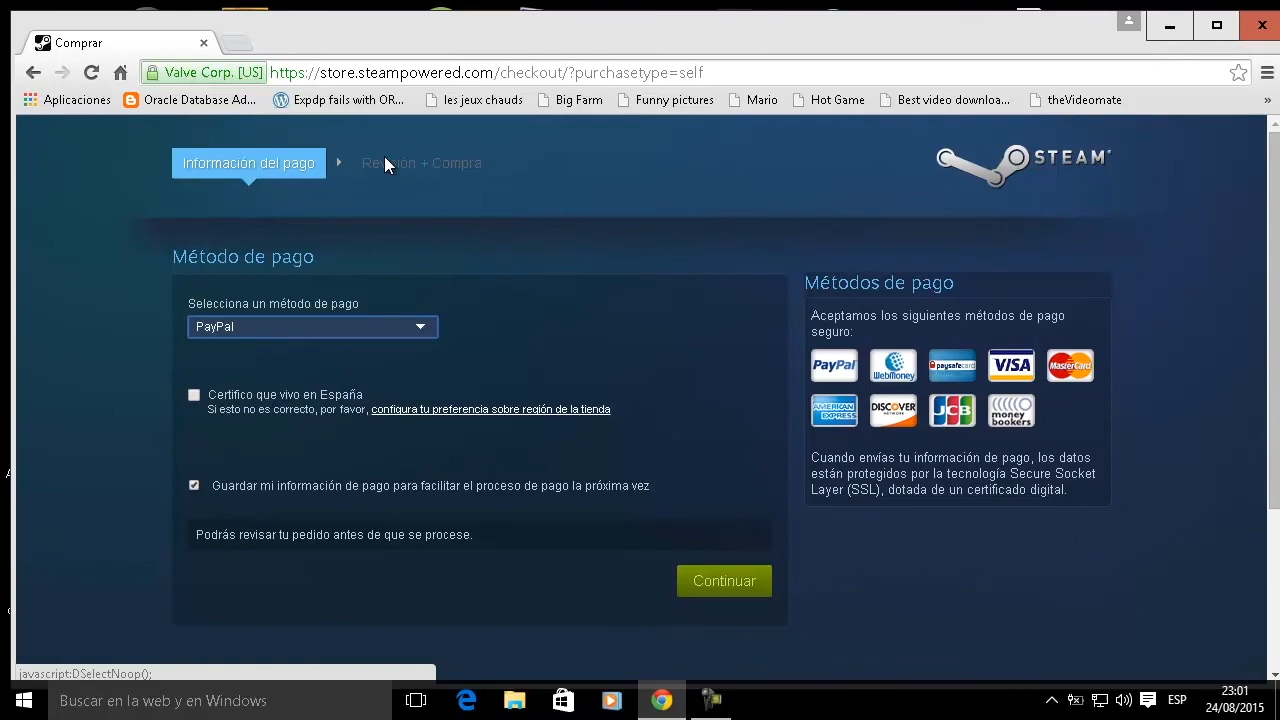 Comprar
Valve Corp. [US] https://store.steampowered.com/checkout/?purchasetype=self
Aplicaciones Oracle Database Ad... Expdp fails with OR... les joux chauds Big Farm Funny pictures Mario Hot Game Best video downloa... theVideomate »
Información del pago Revisión + Compra
STEAM
Método de pago
Selecciona un método de pago
PayPal
Certifico que vivo en España
Si esto no es correcto, por favor, configura tu preferencia sobre región de la tienda
Guardar mi información de pago para facilitar el proceso de pago la próxima vez
Podrás revisar tu pedido antes de que se procese.
Continuar
Métodos de pago
Aceptamos los siguientes métodos de pago
seguro:
PayPal WebMoney paysafecard VISA MasterCard
AMERICAN EXPRESS DISCOVER JCB money bookers
Cuando envías tu información de pago, los datos
están protegidos por la tecnología Secure Socket
Layer (SSL), dotada de un certificado digital.
javascript:DSelectNoop();
Buscar en la web y en Windows
ESP
23:01
24/08/2015